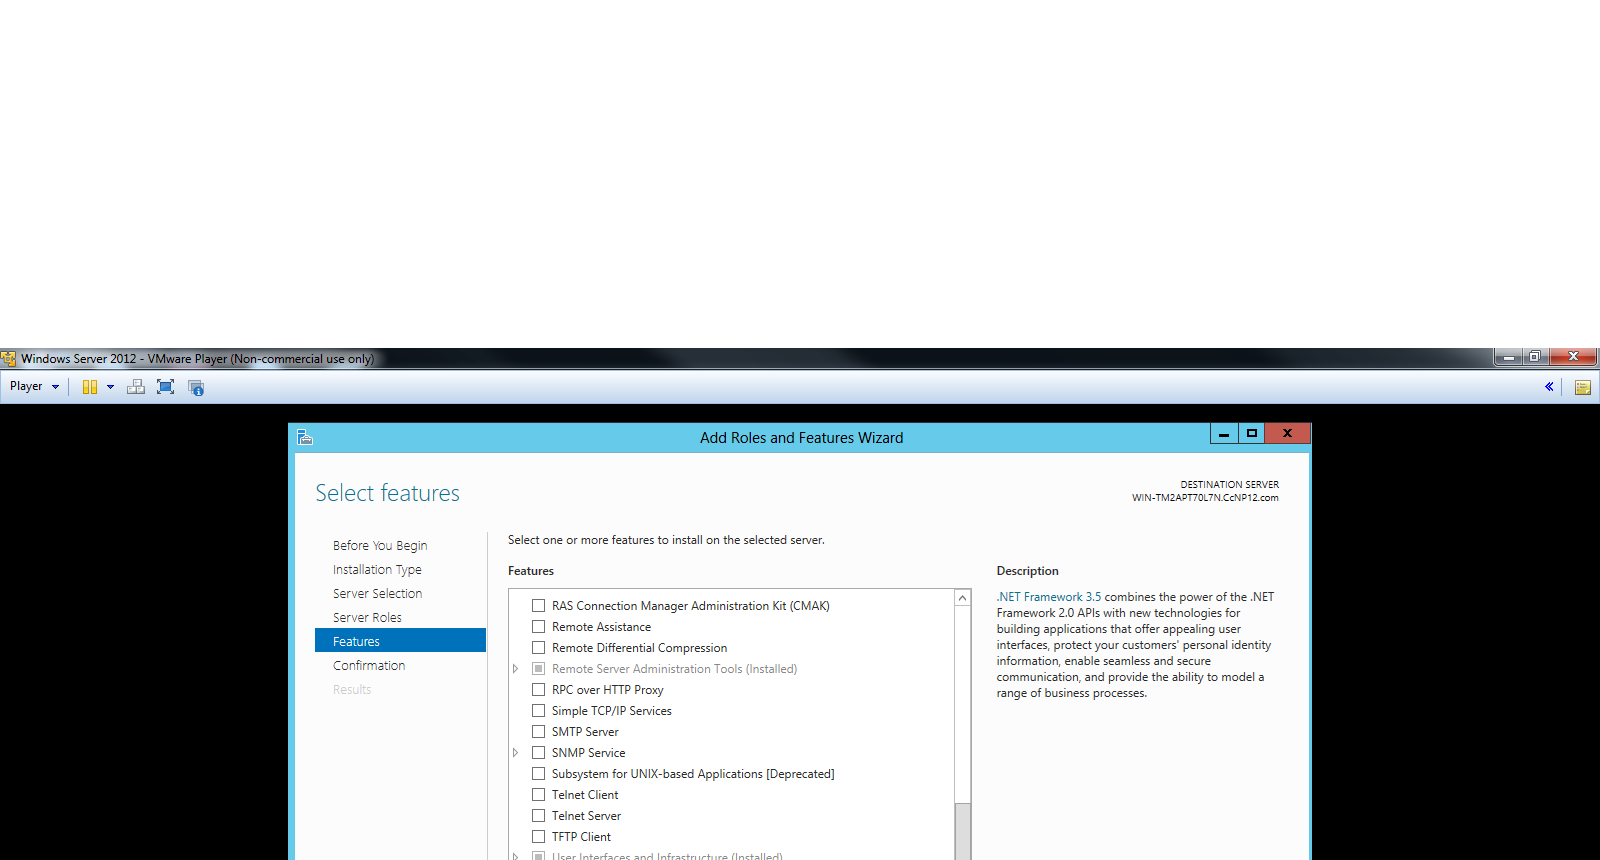 Windows Server 2012 - VMware Player (Non-commercial use only)
Player
Add Roles and Features Wizard
Select features
DESTINATION SERVER
WIN-TM2APT70L7N.CcNP12.com
Before You Begin
Installation Type
Server Selection
Server Roles
Features
Confirmation
Results
Select one or more features to install on the selected server.
Features
RAS Connection Manager Administration Kit (CMAK)
Remote Assistance
Remote Differential Compression
Remote Server Administration Tools (Installed)
RPC over HTTP Proxy
Simple TCP/IP Services
SMTP Server
SNMP Service
Subsystem for UNIX-based Applications [Deprecated]
Telnet Client
Telnet Server
TFTP Client
User Interfaces and Infrastructure (Installed)
Description
.NET Framework 3.5 combines the power of the .NET
Framework 2.0 APIs with new technologies for
building applications that offer appealing user
interfaces, protect your customers' personal identity
information, enable seamless and secure
communication, and provide the ability to model a
range of business processes.